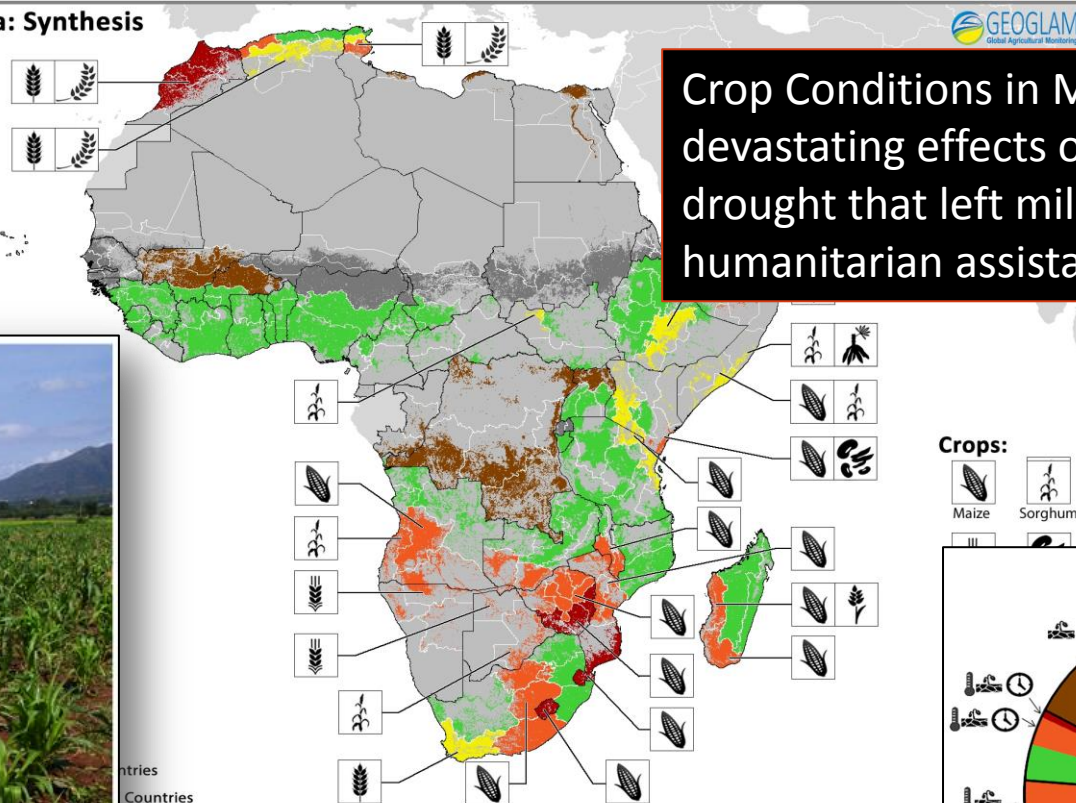 a: Synthesis
GEOGLAM
Global Agricultural Monitoring
Crop Conditions in M
devastating effects o
drought that left mil
humanitarian assista
Crops:
Maize Sorghum
ntries
Countries